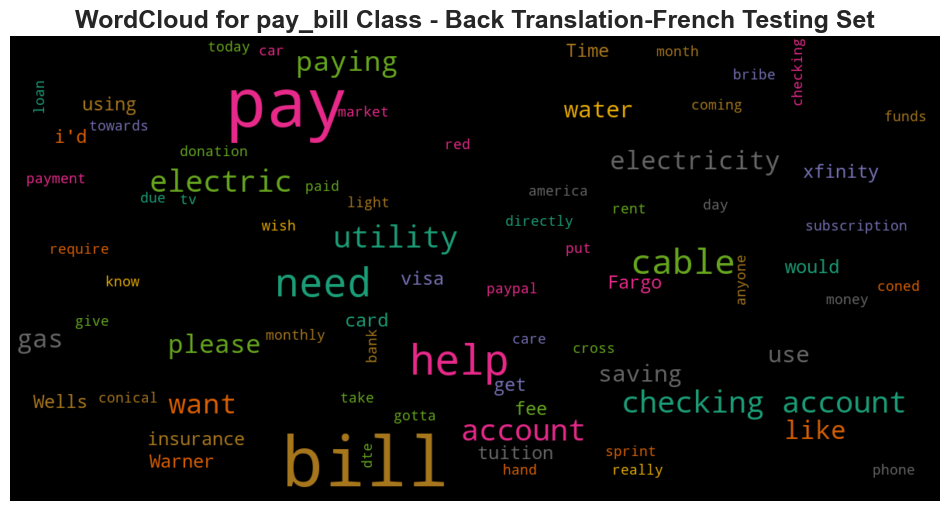 WordCloud for pay_bill Class - Back Translation-French Testing Set
today
car
paying
Time
month
checking
bribe
loan
using
pay
market
water
coming
funds
towards
i'd
red
donation
electricity
xfinity
payment
electric
paid
america
due
tv
light
rent
day
directly
subscription
wish
utility
require
put
cable
anyone
would
know
need
visa
paypal
Fargo
coned
money
give
card
gas
please
monthly
bank
help
care
cross
use
saving
get
Wells
conical
want
take
gotta
fee
checking account
account
like
insurance
Warner
bill
dte
tuition
hand
sprint
really
phone